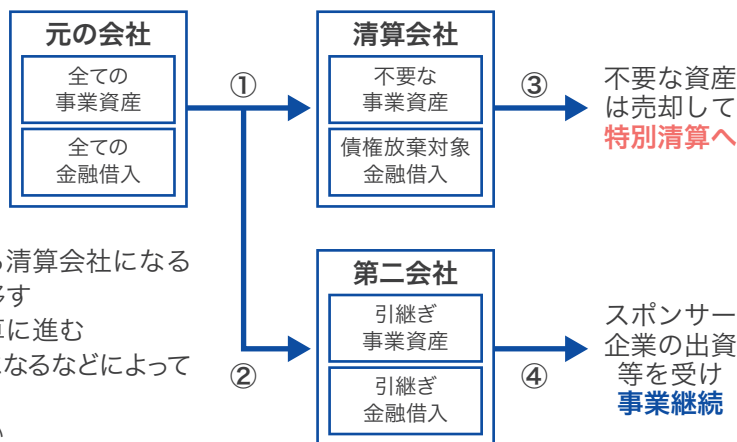 元の会社
全ての
事業資産
全ての
金融借入
①
清算会社
不要な
事業資産
債権放棄対象
金融借入
③
不要な資産
は売却して
特別清算へ
清算会社になる
に進む
なるなどによって
②
第二会社
引継ぎ
事業資産
引継ぎ
金融借入
④
スポンサー
企業の出資
等を受け
事業継続